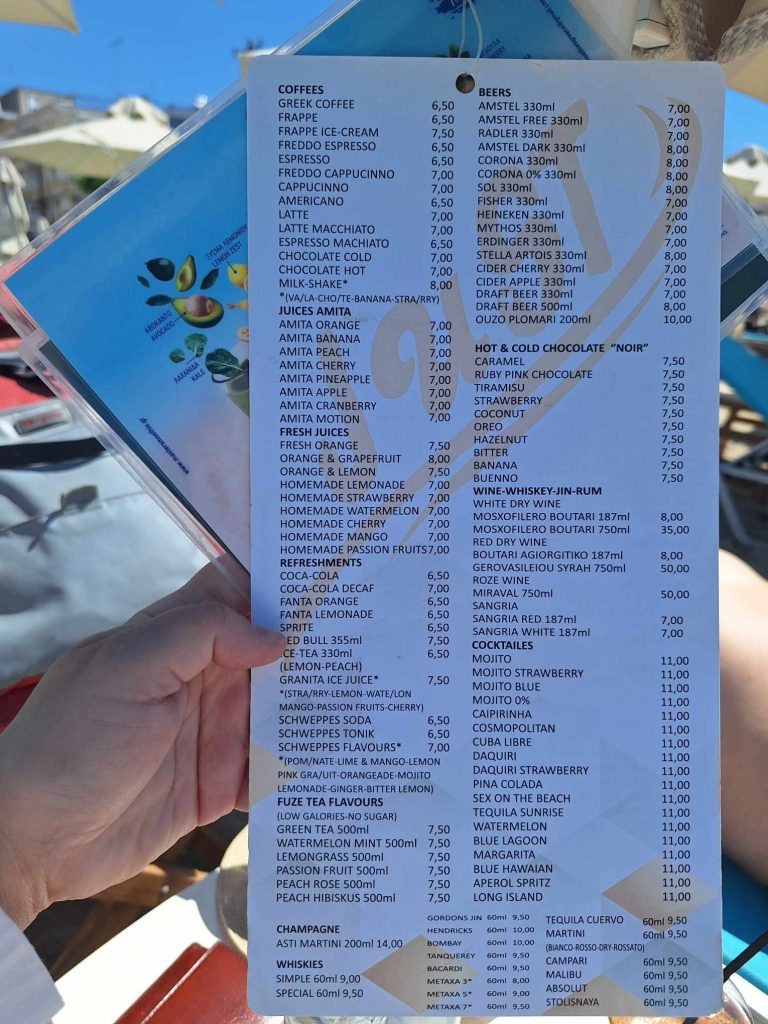 COFFEES
GREEK COFFEE 6,50
FRAPPE 6,50
FRAPPE ICE-CREAM 7,50
FREDDO ESPRESSO 6,50
ESPRESSO 6,50
FREDDO CAPPUCINNO 7,00
CAPPUCINNO 7,00
AMERICANO 6,50
LATTE 7,00
LATTE MACCHIATO 7,00
ESPRESSO MACHIATO 6,50
CHOCOLATE COLD 7,00
CHOCOLATE HOT 7,00
MILK-SHAKE* 8,00
*(VA/LA-CHO/TE-BANANA-STRA/RRY)
JUICES AMITA
AMITA ORANGE 7,00
AMITA BANANA 7,00
AMITA PEACH 7,00
AMITA CHERRY 7,00
AMITA PINEAPPLE 7,00
AMITA APPLE 7,00
AMITA CRANBERRY 7,00
AMITA MOTION 7,00
FRESH JUICES
FRESH ORANGE 7,50
ORANGE & GRAPEFRUIT 8,00
ORANGE & LEMON 7,50
HOMEMADE LEMONADE 7,00
HOMEMADE STRAWBERRY 7,00
HOMEMADE WATERMELON 7,00
HOMEMADE CHERRY 7,00
HOMEMADE MANGO 7,00
HOMEMADE PASSION FRUITS 7,00
REFRESHMENTS
COCA-COLA 6,50
COCA-COLA DECAF 7,00
FANTA ORANGE 6,50
FANTA LEMONADE 6,50
SPRITE 6,50
RED BULL 355ml 7,50
ICE-TEA 330ml 6,50
(LEMON-PEACH)
GRANITA ICE JUICE* 7,50
*(STRA/RRY-LEMON-WATE/LON
MANGO-PASSION FRUITS-CHERRY)
SCHWEPPES SODA 6,50
SCHWEPPES TONIK 6,50
SCHWEPPES FLAVOURS* 7,00
*(POM/NATE-LIME & MANGO-LEMON
PINK GRA/UIT-ORANGEADE-MOJITO
LEMONADE-GINGER-BITTER LEMON)
FUZE TEA FLAVOURS
(LOW GALORIES-NO SUGAR)
GREEN TEA 500ml 7,50
WATERMELON MINT 500ml 7,50
LEMONGRASS 500ml 7,50
PASSION FRUIT 500ml 7,50
PEACH ROSE 500ml 7,50
PEACH HIBISKUS 500ml 7,50
CHAMPAGNE
ASTI MARTINI 200ml 14,00
WHISKIES
SIMPLE 60ml 9,00
SPECIAL 60ml 9,50
BEERS
AMSTEL 330ml 7,00
AMSTEL FREE 330ml 7,00
RADLER 330ml 7,00
AMSTEL DARK 330ml 8,00
CORONA 330ml 8,00
CORONA 0% 330ml 8,00
SOL 330ml 8,00
FISHER 330ml 7,00
HEINEKEN 330ml 7,00
MYTHOS 330ml 7,00
ERDINGER 330ml 7,00
STELLA ARTOIS 330ml 8,00
CIDER CHERRY 330ml 7,00
CIDER APPLE 330ml 7,00
DRAFT BEER 330ml 7,00
DRAFT BEER 500ml 8,00
OUZO PLOMARI 200ml 10,00
HOT & COLD CHOCOLATE "NOIR"
CARAMEL 7,50
RUBY PINK CHOCOLATE 7,50
TIRAMISU 7,50
STRAWBERRY 7,50
COCONUT 7,50
OREO 7,50
HAZELNUT 7,50
BITTER 7,50
BANANA 7,50
BUENNO 7,50
WINE-WHISKEY-JIN-RUM
WHITE DRY WINE
MOSXOFILERO BOUTARI 187ml 8,00
MOSXOFILERO BOUTARI 750ml 35,00
RED DRY WINE
BOUTARI AGIORGITIKO 187ml 8,00
GEROVASILEIOU SYRAH 750ml 50,00
ROZE WINE
MIRAVAL 750ml 50,00
SANGRIA
SANGRIA RED 187ml 7,00
SANGRIA WHITE 187ml 7,00
COCKTAILES
MOJITO 11,00
MOJITO STRAWBERRY 11,00
MOJITO BLUE 11,00
MOJITO 0% 11,00
CAIPIRINHA 11,00
COSMOPOLITAN 11,00
CUBA LIBRE 11,00
DAQUIRI 11,00
DAQUIRI STRAWBERRY 11,00
PINA COLADA 11,00
SEX ON THE BEACH 11,00
TEQUILA SUNRISE 11,00
WATERMELON 11,00
BLUE LAGOON 11,00
MARGARITA 11,00
BLUE HAWAIIAN 11,00
APEROL SPRITZ 11,00
LONG ISLAND 11,00
GORDONS JIN 60ml 9,50
HENDRICKS 60ml 10,00
BOMBAY 60ml 10,00
TANQUEREY 60ml 9,50
BACARDI 60ml 9,50
METAXA 3* 60ml 8,00
METAXA 5* 60ml 9,00
METAXA 7* 60ml 9,50
TEQUILA CUERVO 60ml 9,50
MARTINI 60ml 9,50
(BIANCO-ROSSO-DRY-ROSSATO)
CAMPARI 60ml 9,50
MALIBU 60ml 9,50
ABSOLUT 60ml 9,50
STOLISNAYA 60ml 9,50
ΞΥΣΜΑ ΛΕΜΟΝΙΟΥ
LEMON ZEST
ΑΒΟΚΑΝΤΟ
AVOCADO
ΛΑΧΑΝΙΔΑ
KALE
www.mastersmoothie.gr